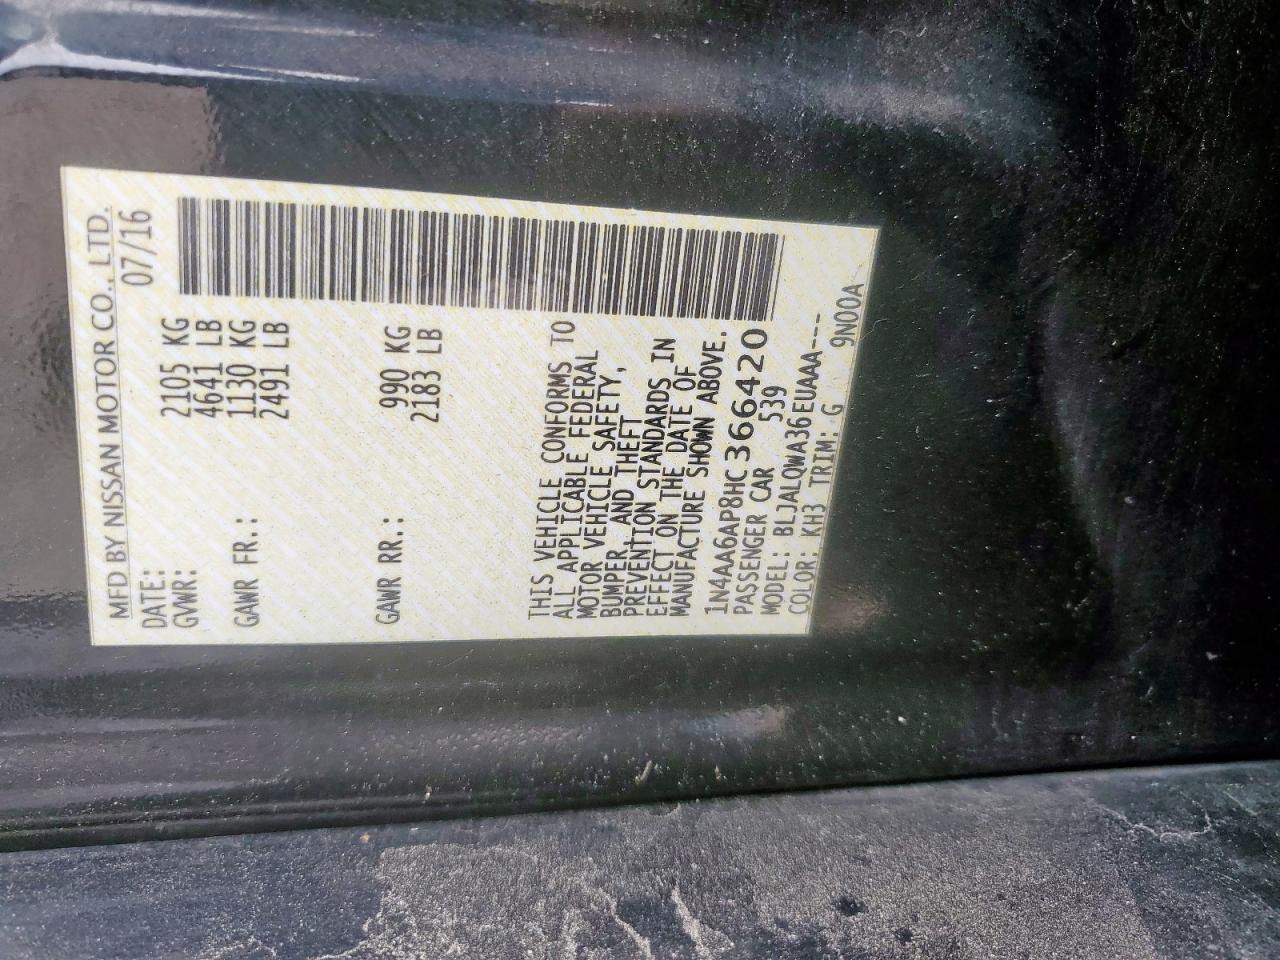 MFD BY NISSAN MOTOR CO., LTD.
DATE: 07/16
GVWR: 2105 KG
4641 LB
GAWR FR.: 1130 KG
2491 LB
GAWR RR.: 990 KG
2183 LB
THIS VEHICLE CONFORMS TO
ALL APPLICABLE FEDERAL
MOTOR VEHICLE SAFETY,
BUMPER, AND THEFT
PREVENTION STANDARDS IN
EFFECT ON THE DATE OF
MANUFACTURE SHOWN ABOVE.
1N4AA6AP8HC366420
PASSENGER CAR 539
MODEL: BLJALQWA36EUAAA---
COLOR: KH3 TRIM: G 9N00A